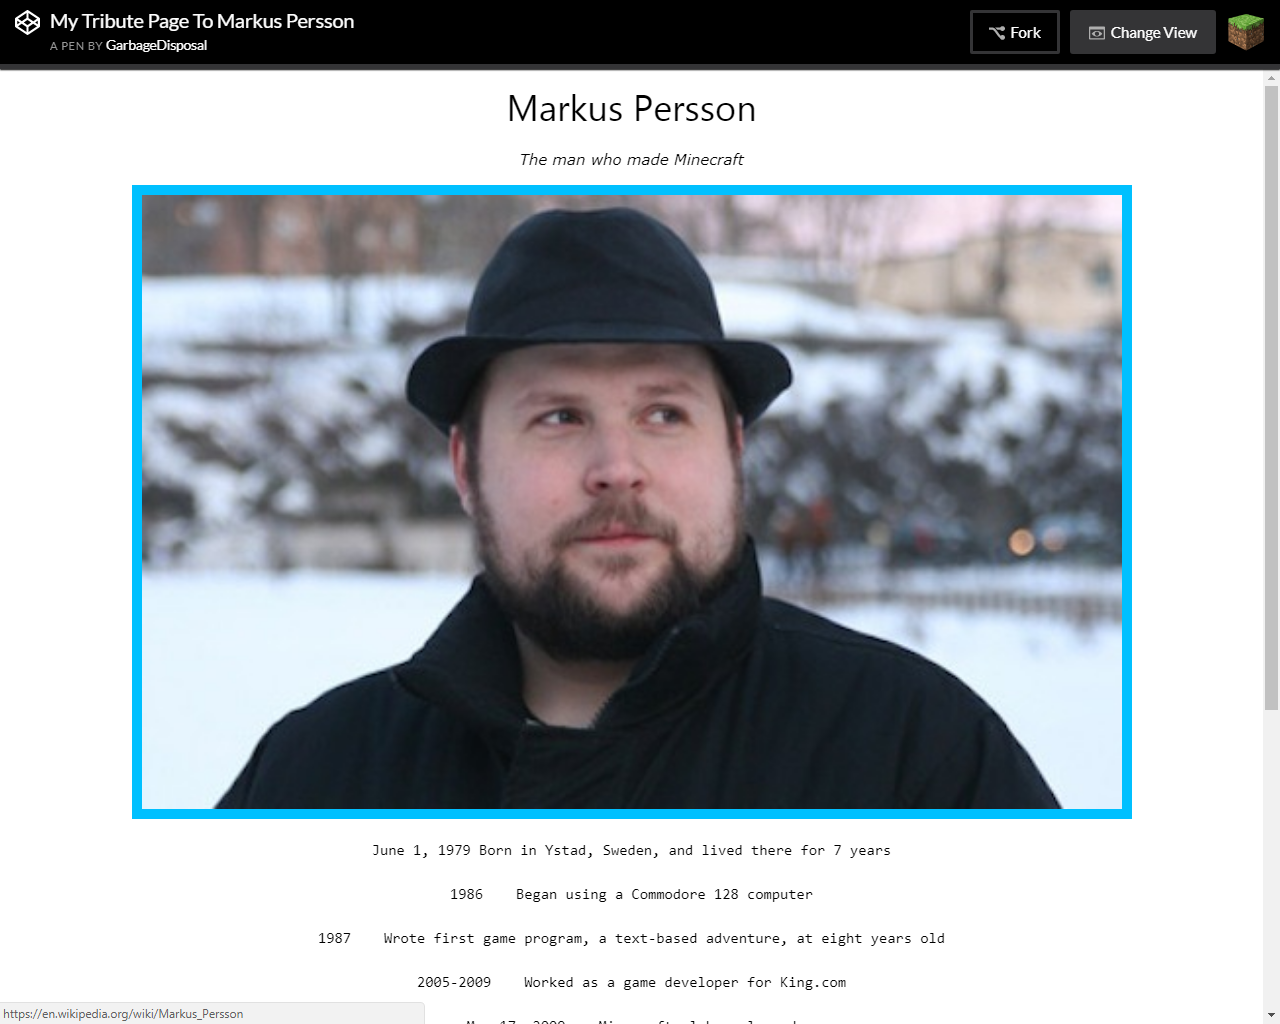 My Tribute Page To Markus Persson
A PEN BY GarbageDisposal
Fork
Change View
Markus Persson
The man who made Minecraft
June 1, 1979 Born in Ystad, Sweden, and lived there for 7 years
1986 Began using a Commodore 128 computer
1987 Wrote first game program, a text-based adventure, at eight years old
2005-2009 Worked as a game developer for King.com
https://en.wikipedia.org/wiki/Markus_Persson